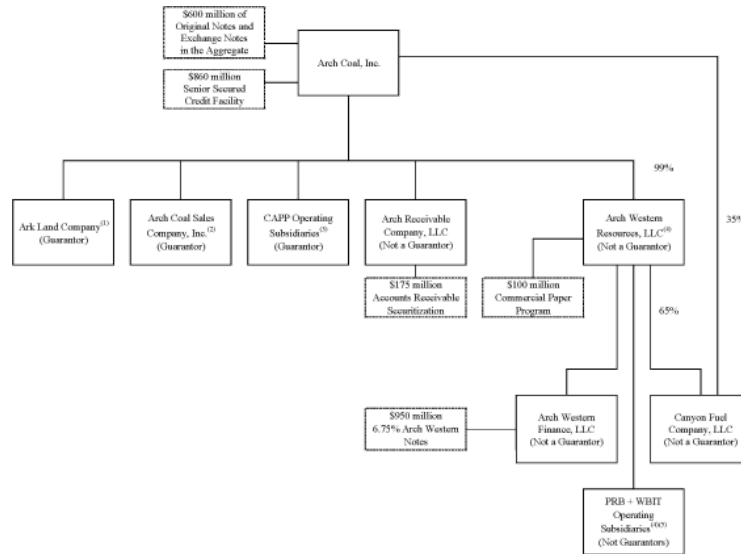 $600 million of
Original Notes and
Exchange Notes
in the Aggregate
Arch Coal, Inc.
$860 million
Senior Secured
Credit Facility
99%
35%
Ark Land Company(1)
(Guarantor)
Arch Coal Sales
Company, Inc.(2)
(Guarantor)
CAPP Operating
Subsidiaries(3)
(Guarantor)
Arch Receivable
Company, LLC
(Not a Guarantor)
Arch Western
Resources, LLC(4)
(Not a Guarantor)
$175 million
Accounts Receivable
Securitization
$100 million
Commercial Paper
Program
65%
$950 million
6.75% Arch Western
Notes
Arch Western
Finance, LLC
(Not a Guarantor)
Canyon Fuel
Company, LLC
(Not a Guarantor)
PRB + WBIT
Operating
Subsidiaries(4)(5)
(Not Guarantors)